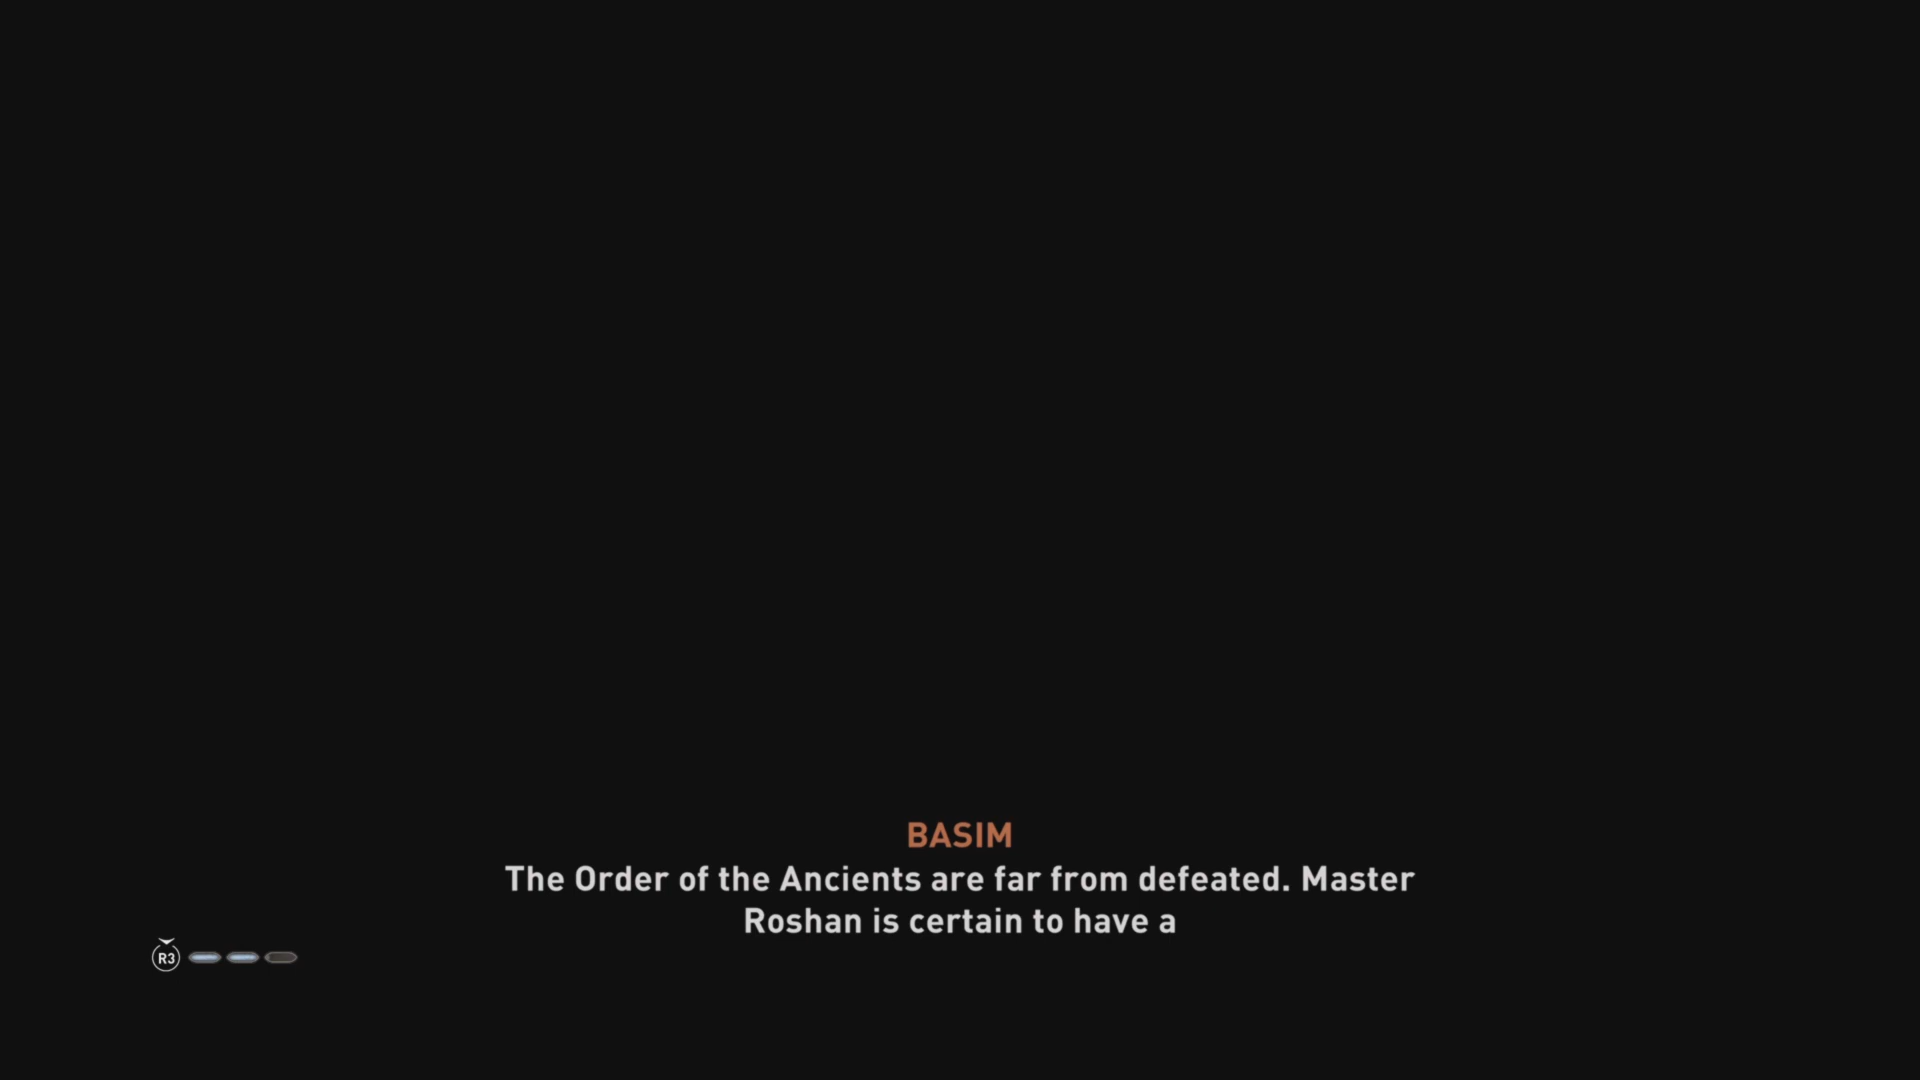 BASIM
The Order of the Ancients are far from defeated. Master
Roshan is certain to have a
R3